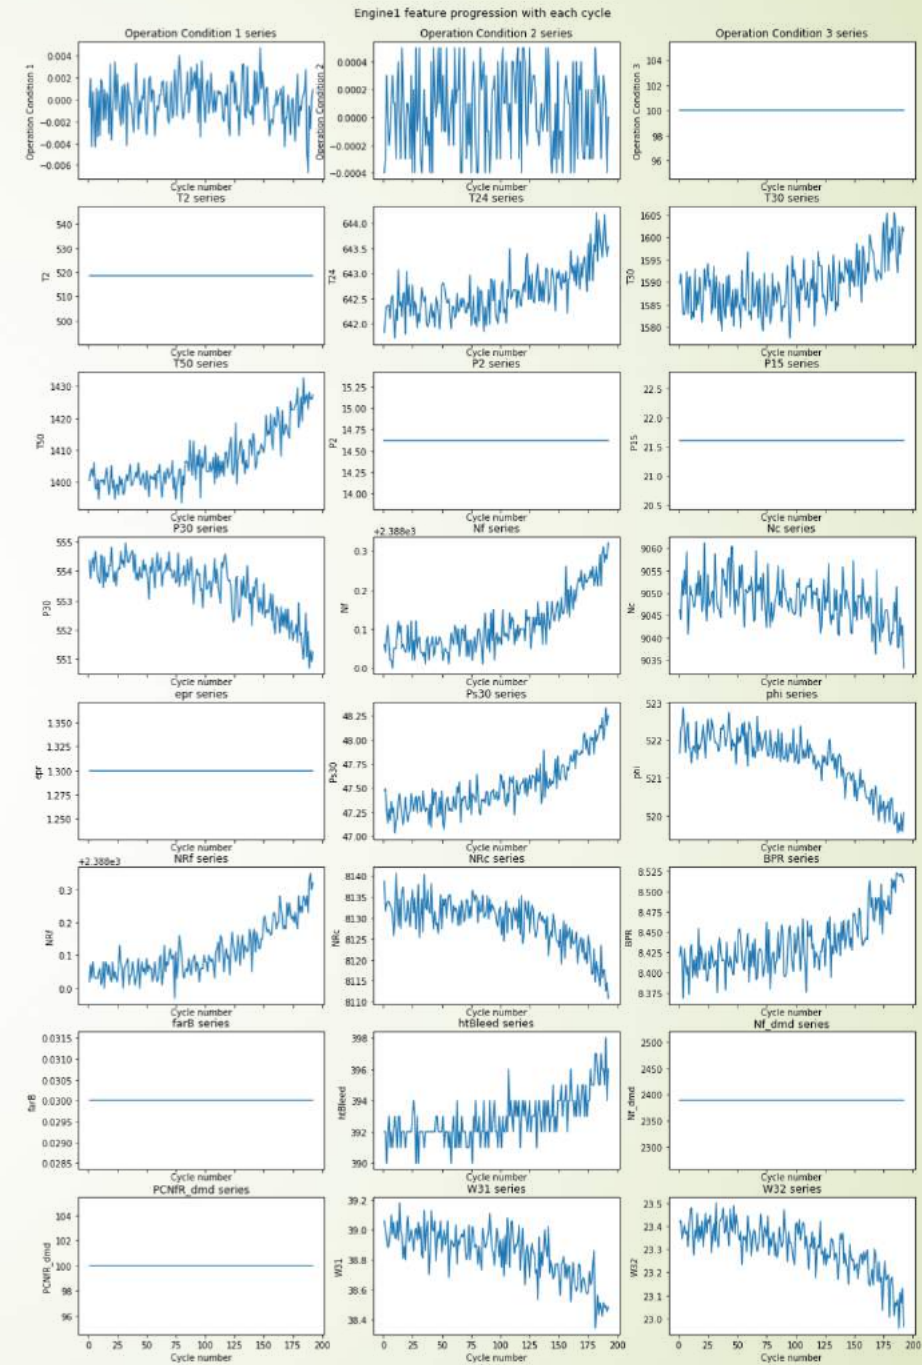 Engine1 feature progression with each cycle
Operation Condition 1 series
Operation Condition 1
0.004
0.002
0.000
−0.002
−0.004
−0.006
Cycle number
Operation Condition 2 series
Operation Condition 2
0.0004
0.0002
0.0000
−0.0002
−0.0004
Cycle number
Operation Condition 3 series
Operation Condition 3
104
102
100
98
96
Cycle number
T2 series
T2
540
530
520
510
500
Cycle number
T24 series
T24
644.0
643.5
643.0
642.5
642.0
Cycle number
T30 series
T30
1605
1600
1595
1590
1585
1580
Cycle number
T50 series
T50
1430
1420
1410
1400
Cycle number
P2 series
P2
15.25
15.00
14.75
14.50
14.25
14.00
Cycle number
P15 series
P15
22.5
22.0
21.5
21.0
20.5
Cycle number
P30 series
P30
555
554
553
552
551
Cycle number
Nf series
+2.388e3
Nf
0.3
0.2
0.1
0.0
Cycle number
Nc series
Nc
9060
9055
9050
9045
9040
9035
Cycle number
epr series
epr
1.350
1.325
1.300
1.275
1.250
Cycle number
Ps30 series
Ps30
48.25
48.00
47.75
47.50
47.25
47.00
Cycle number
phi series
phi
523
522
521
520
Cycle number
NRf series
+2.388e3
NRf
0.3
0.2
0.1
0.0
Cycle number
NRc series
NRc
8140
8135
8130
8125
8120
8115
8110
Cycle number
BPR series
BPR
8.525
8.500
8.475
8.450
8.425
8.400
8.375
Cycle number
farB series
farB
0.0315
0.0310
0.0305
0.0300
0.0295
0.0290
0.0285
Cycle number
htBleed series
htBleed
398
396
394
392
390
Cycle number
Nf_dmd series
Nf_dmd
2500
2450
2400
2350
2300
Cycle number
PCNfR_dmd series
PCNfR_dmd
104
102
100
98
96
0 25 50 75 100 125 150 175 200
Cycle number
W31 series
W31
39.2
39.0
38.8
38.6
38.4
0 25 50 75 100 125 150 175 200
Cycle number
W32 series
W32
23.5
23.4
23.3
23.2
23.1
23.0
0 25 50 75 100 125 150 175 200
Cycle number